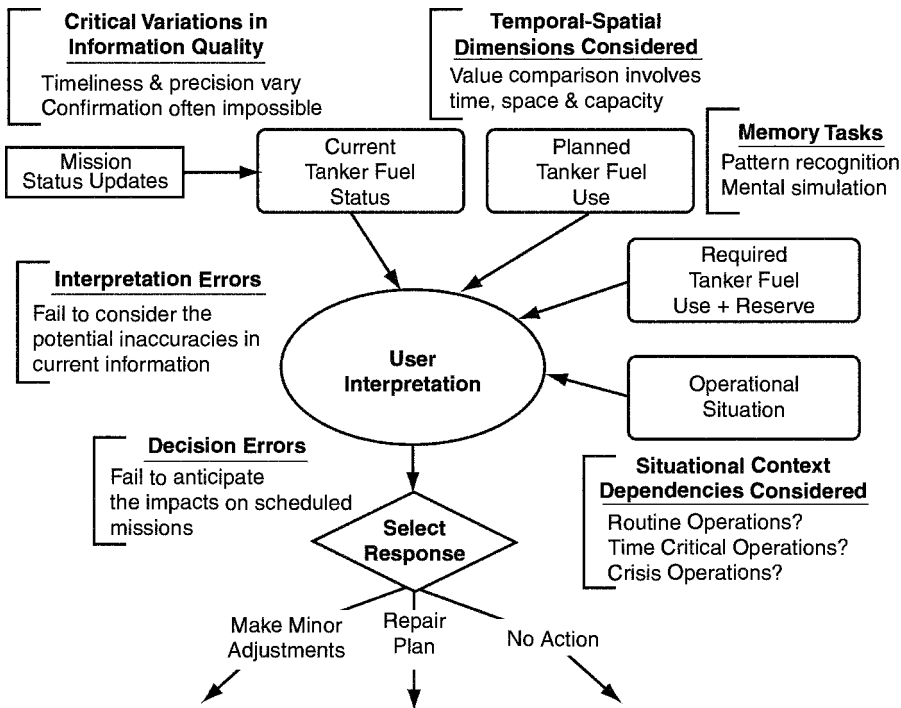 Critical Variations in
Information Quality
Timeliness & precision vary
Confirmation often impossible
Temporal-Spatial
Dimensions Considered
Value comparison involves
time, space & capacity
Memory Tasks
Pattern recognition
Mental simulation
Mission
Status Updates
Current
Tanker Fuel
Status
Planned
Tanker Fuel
Use
Required
Tanker Fuel
Use + Reserve
Interpretation Errors
Fail to consider the
potential inaccuracies in
current information
User
Interpretation
Operational
Situation
Decision Errors
Fail to anticipate
the impacts on scheduled
missions
Select
Response
Situational Context
Dependencies Considered
Routine Operations?
Time Critical Operations?
Crisis Operations?
Make Minor
Adjustments
Repair
Plan
No Action